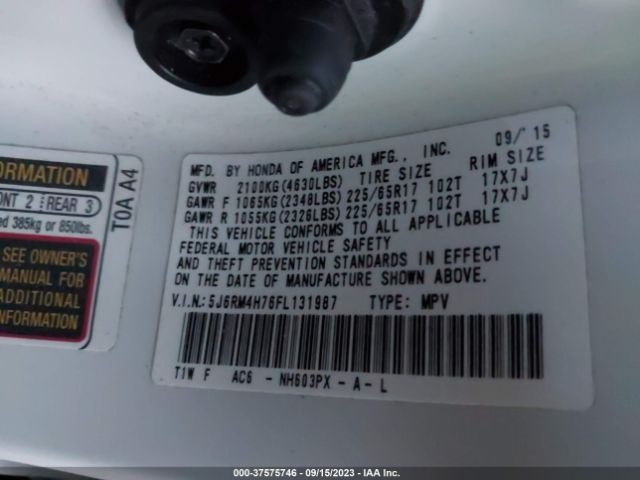 ORMATION
ONT 2 REAR 3
ed 385kg or 850lbs.
SEE OWNER'S
MANUAL FOR
ADDITIONAL
INFORMATION
T0A A4
MFD. BY HONDA OF AMERICA MFG., INC. 09/'15
GVWR 2100KG(4630LBS) TIRE SIZE RIM SIZE
GAWR F 1065KG(2348LBS) 225/65R17 102T 17X7J
GAWR R 1055KG(2326LBS) 225/65R17 102T 17X7J
THIS VEHICLE CONFORMS TO ALL APPLICABLE
FEDERAL MOTOR VEHICLE SAFETY
AND THEFT PREVENTION STANDARDS IN EFFECT
ON THE DATE OF MANUFACTURE SHOWN ABOVE.
V.I.N.: 5J6RM4H76FL131987 TYPE: MPV
T1W F AC6 - NH603PX - A - L
000-37575746 - 09/15/2023 - IAA Inc.